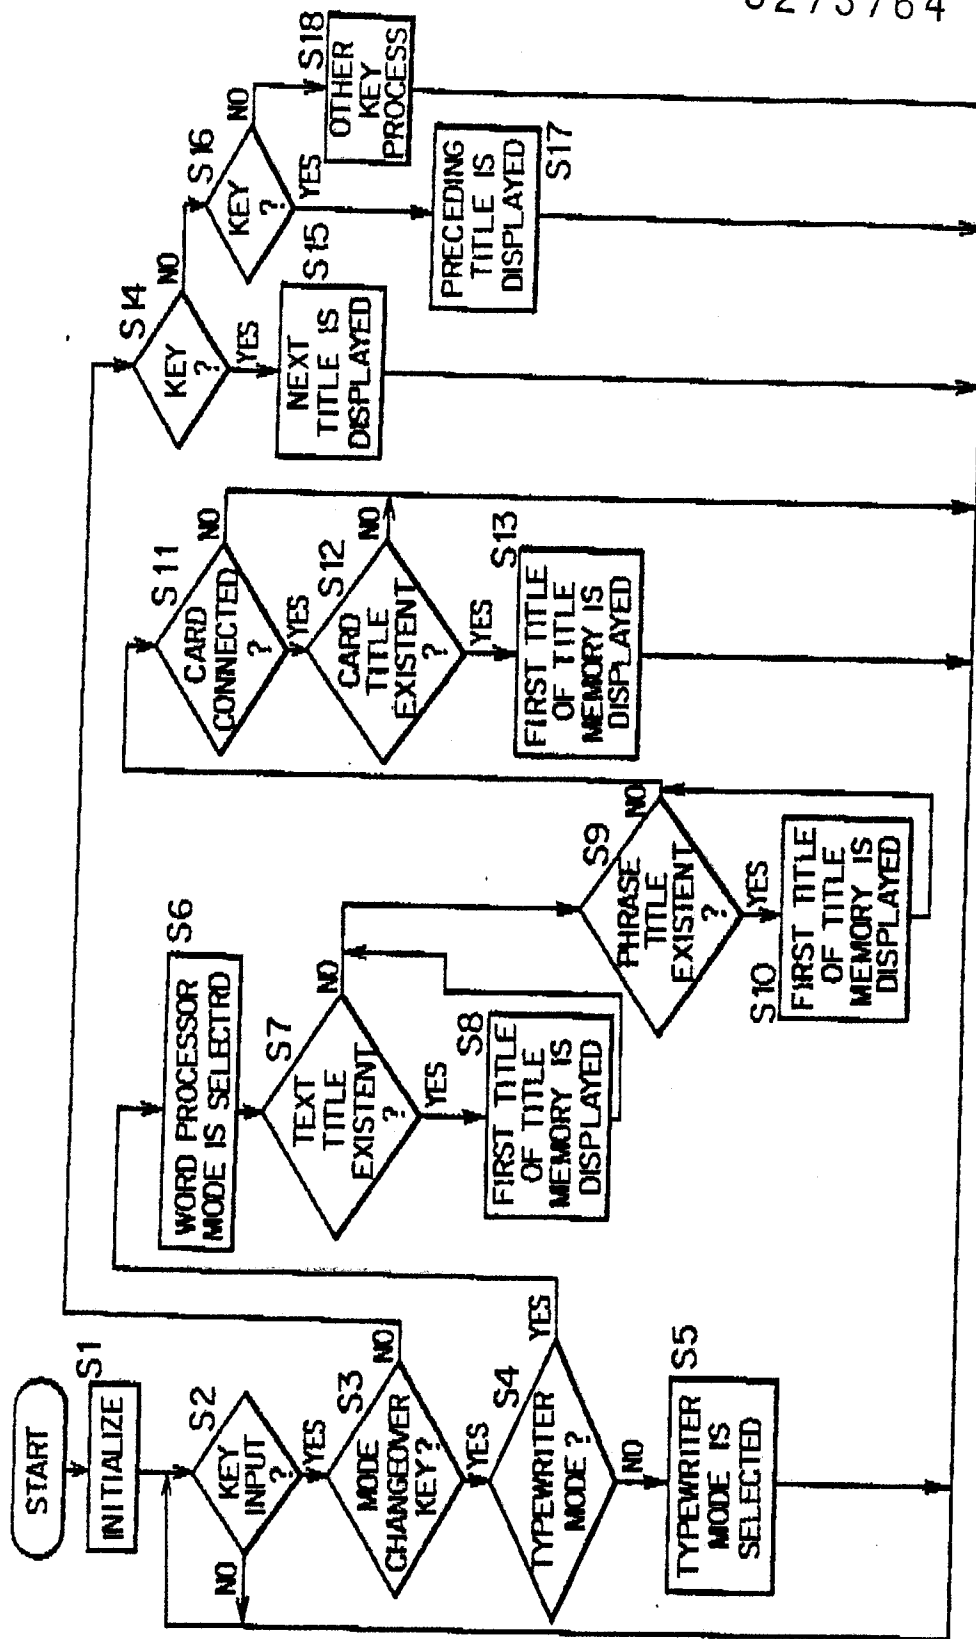 0275764
START
S1
INITIALIZE
S2
KEY
INPUT
?
NO
YES
S3
MODE
CHANGEOVER
KEY?
NO
YES
S4
TYPEWRITER
MODE?
YES
NO
S5
TYPEWRITER
MODE IS
SELECTED
S6
WORD PROCESSOR
MODE IS SELECTRD
S7
TEXT
TITLE
EXISTENT
?
NO
YES
S8
FIRST TITLE
OF TITLE
MEMORY IS
DISPLAYED
S9
PHRASE
TITLE
EXISTENT
?
NO
YES
S10
FIRST TITLE
OF TITLE
MEMORY IS
DISPLAYED
S11
CARD
CONNECTED
?
NO
YES
S12
CARD
TITLE
EXISTENT
?
NO
YES
S13
FIRST TITLE
OF TITLE
MEMORY IS
DISPLAYED
S14
KEY
?
NO
YES
S15
NEXT
TITLE IS
DISPLAYED
S16
KEY
?
NO
YES
S17
PRECEDING
TITLE IS
DISPLAYED
S18
OTHER
KEY
PROCESS